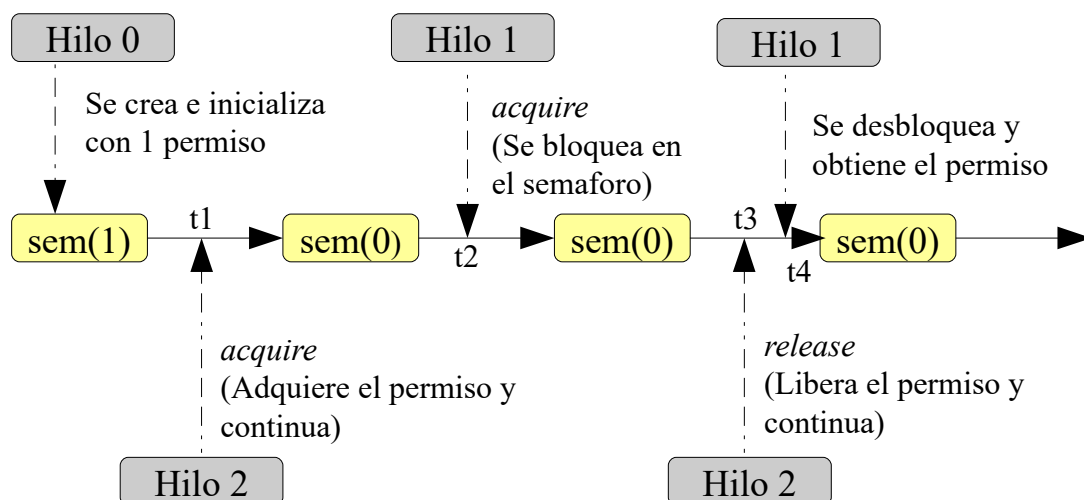 Hilo 0
Hilo 1
Hilo 1
Se crea e inicializa
con 1 permiso
acquire
(Se bloquea en
el semaforo)
Se desbloquea y
obtiene el permiso
sem(1)
t1
sem(0)
t2
sem(0)
t3
t4
sem(0)
acquire
(Adquiere el permiso y
continua)
release
(Libera el permiso y
continua)
Hilo 2
Hilo 2